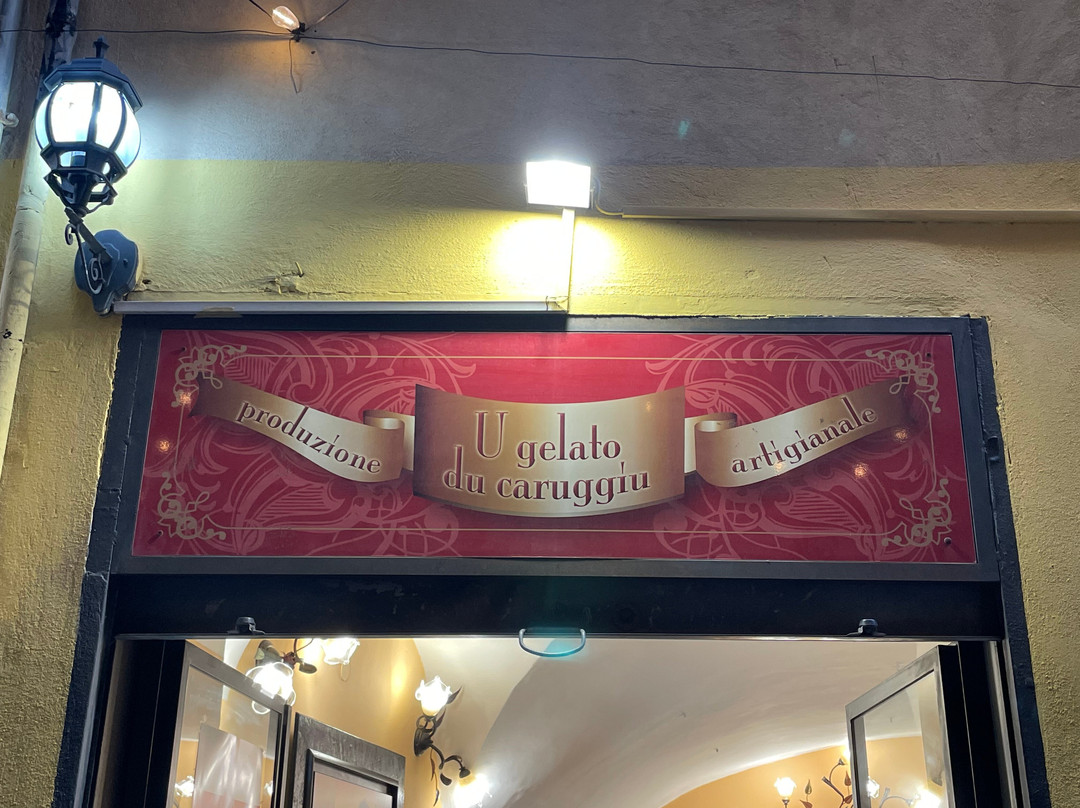 produzione
U gelato
du caruggiu
artigianale